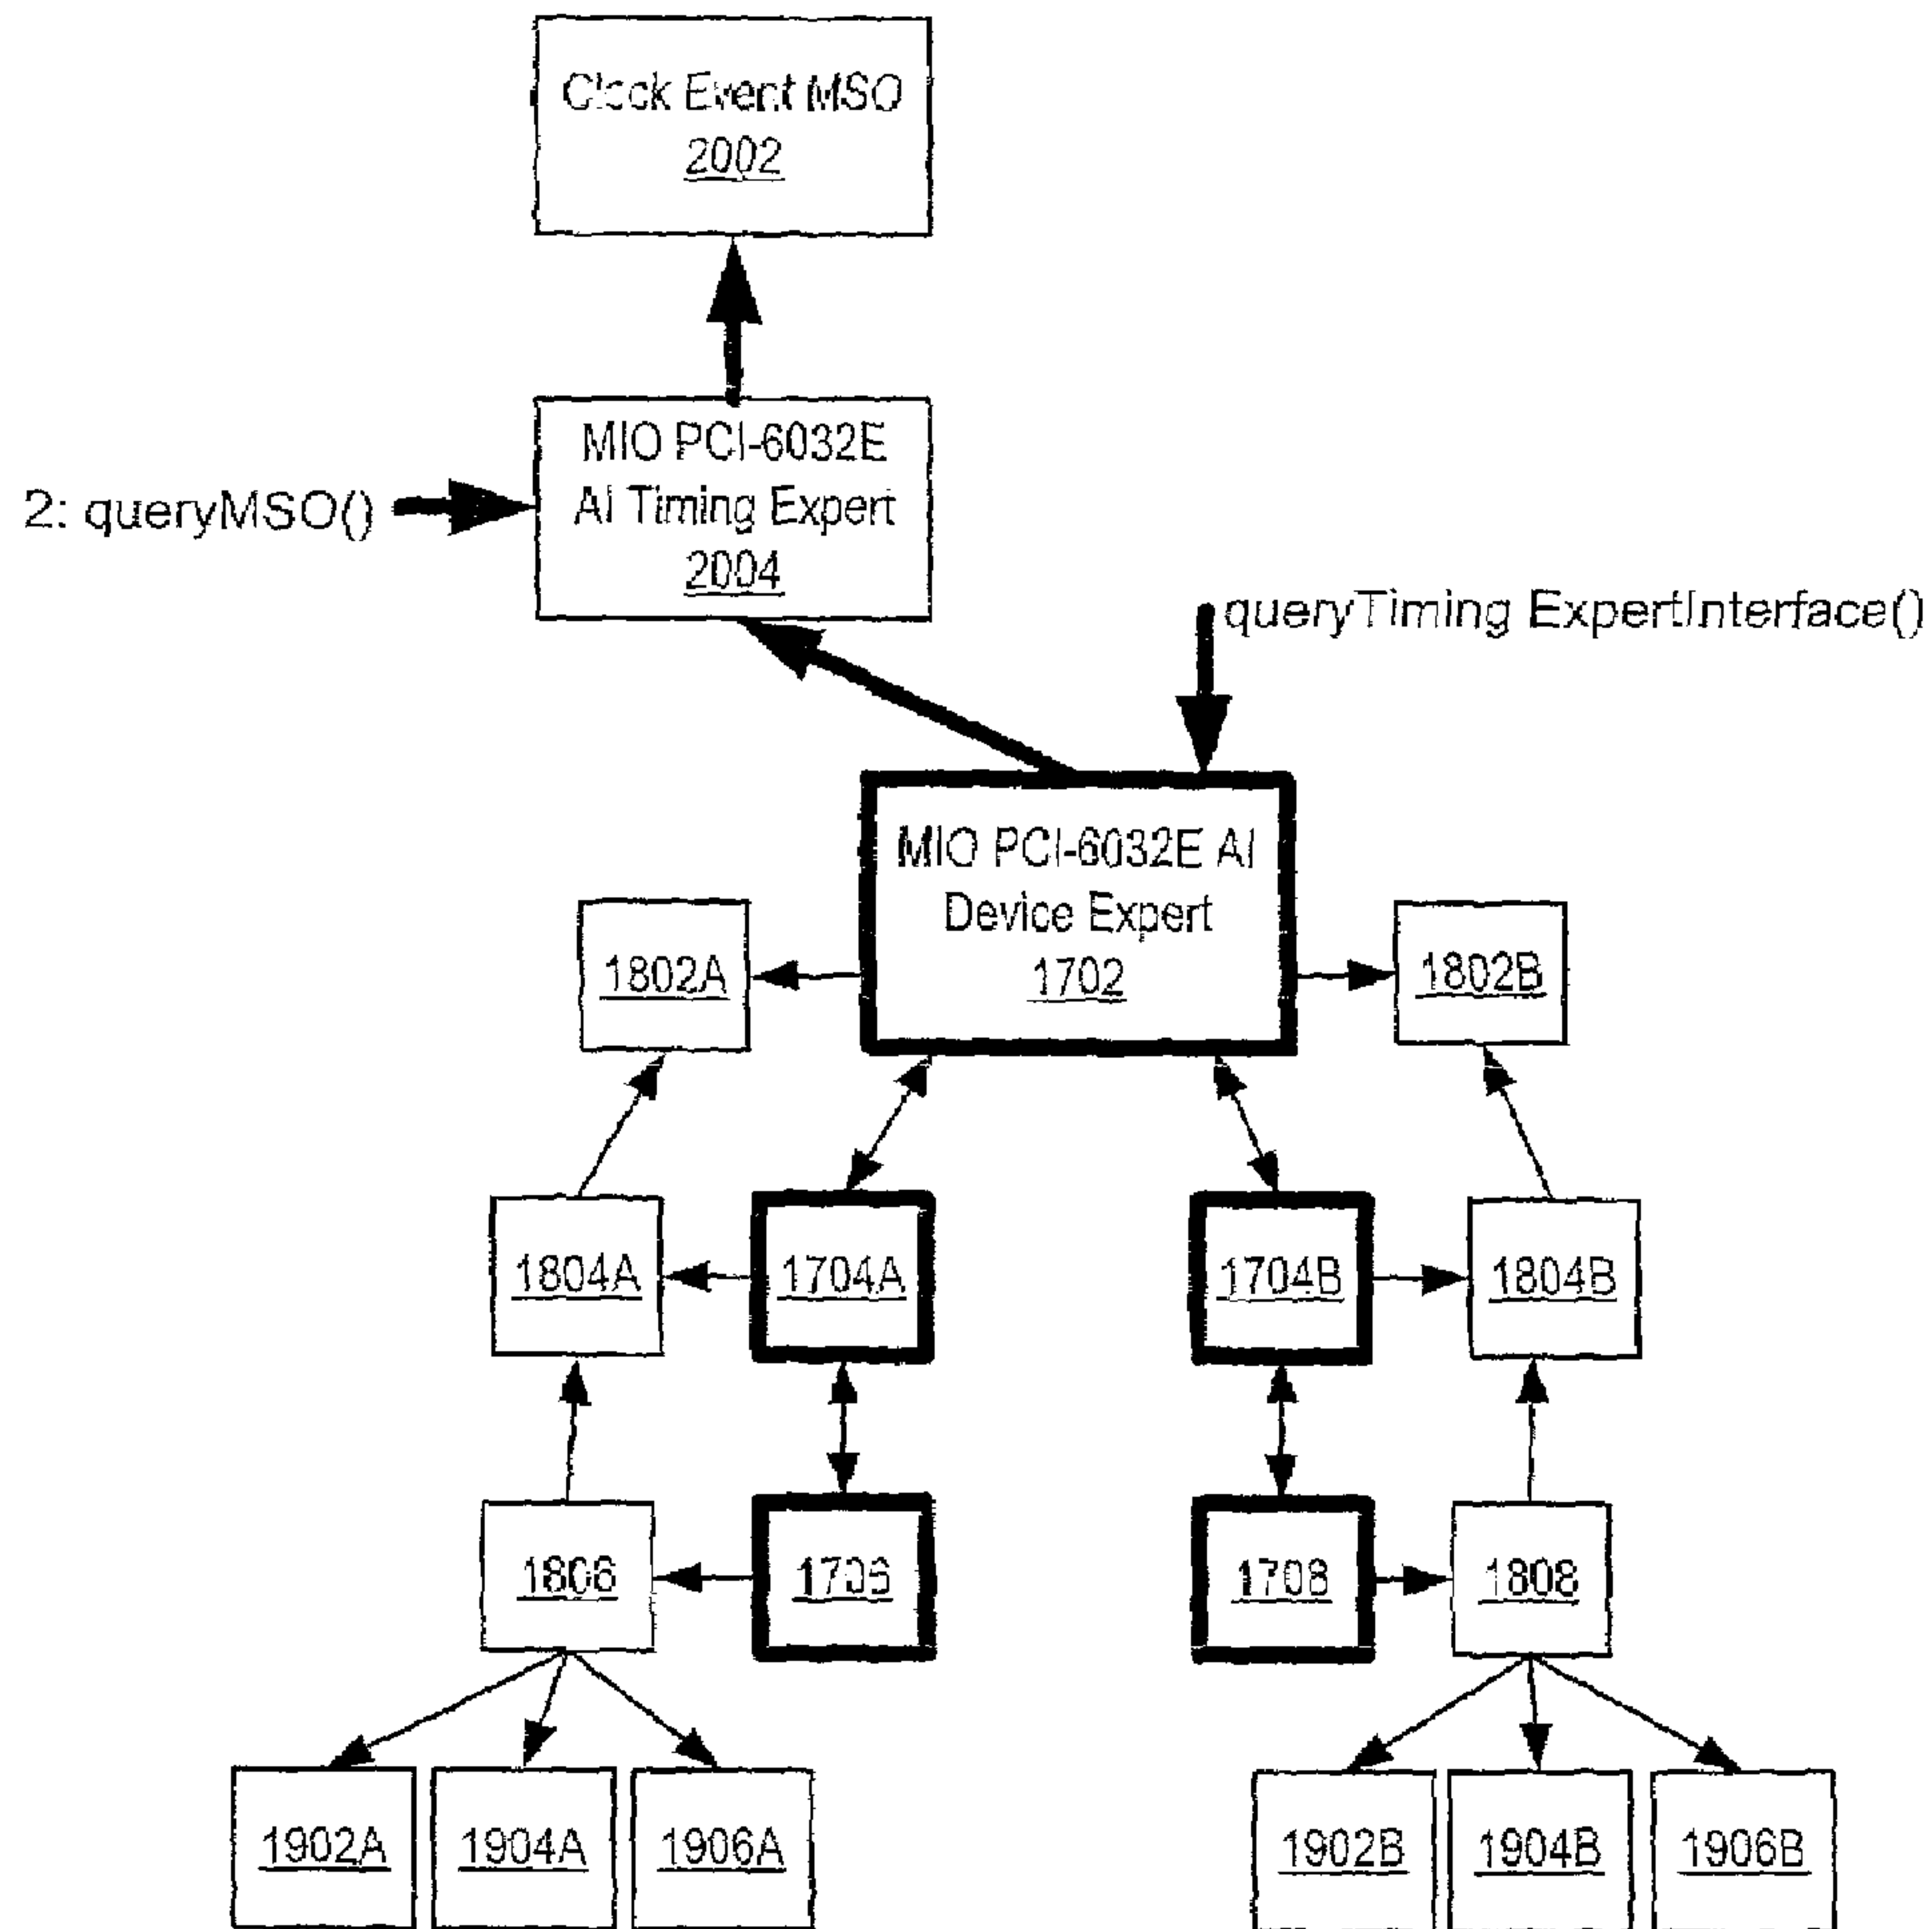 Clock Event MSO
2002
MIO PCI-6032E
AI Timing Expert
2004
2: queryMSO()
queryTiming ExpertInterface()
MIO PCI-6032E AI
Device Expert
1702
1802A
1802B
1804A
1704A
1704B
1804B
1806
1706
1708
1808
1902A
1904A
1906A
1902B
1904B
1906B